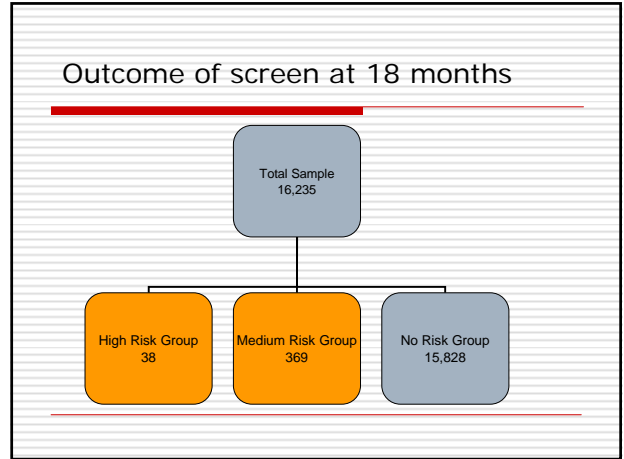 Outcome of screen at 18 months
Total Sample
16,235
High Risk Group
38
Medium Risk Group
369
No Risk Group
15,828